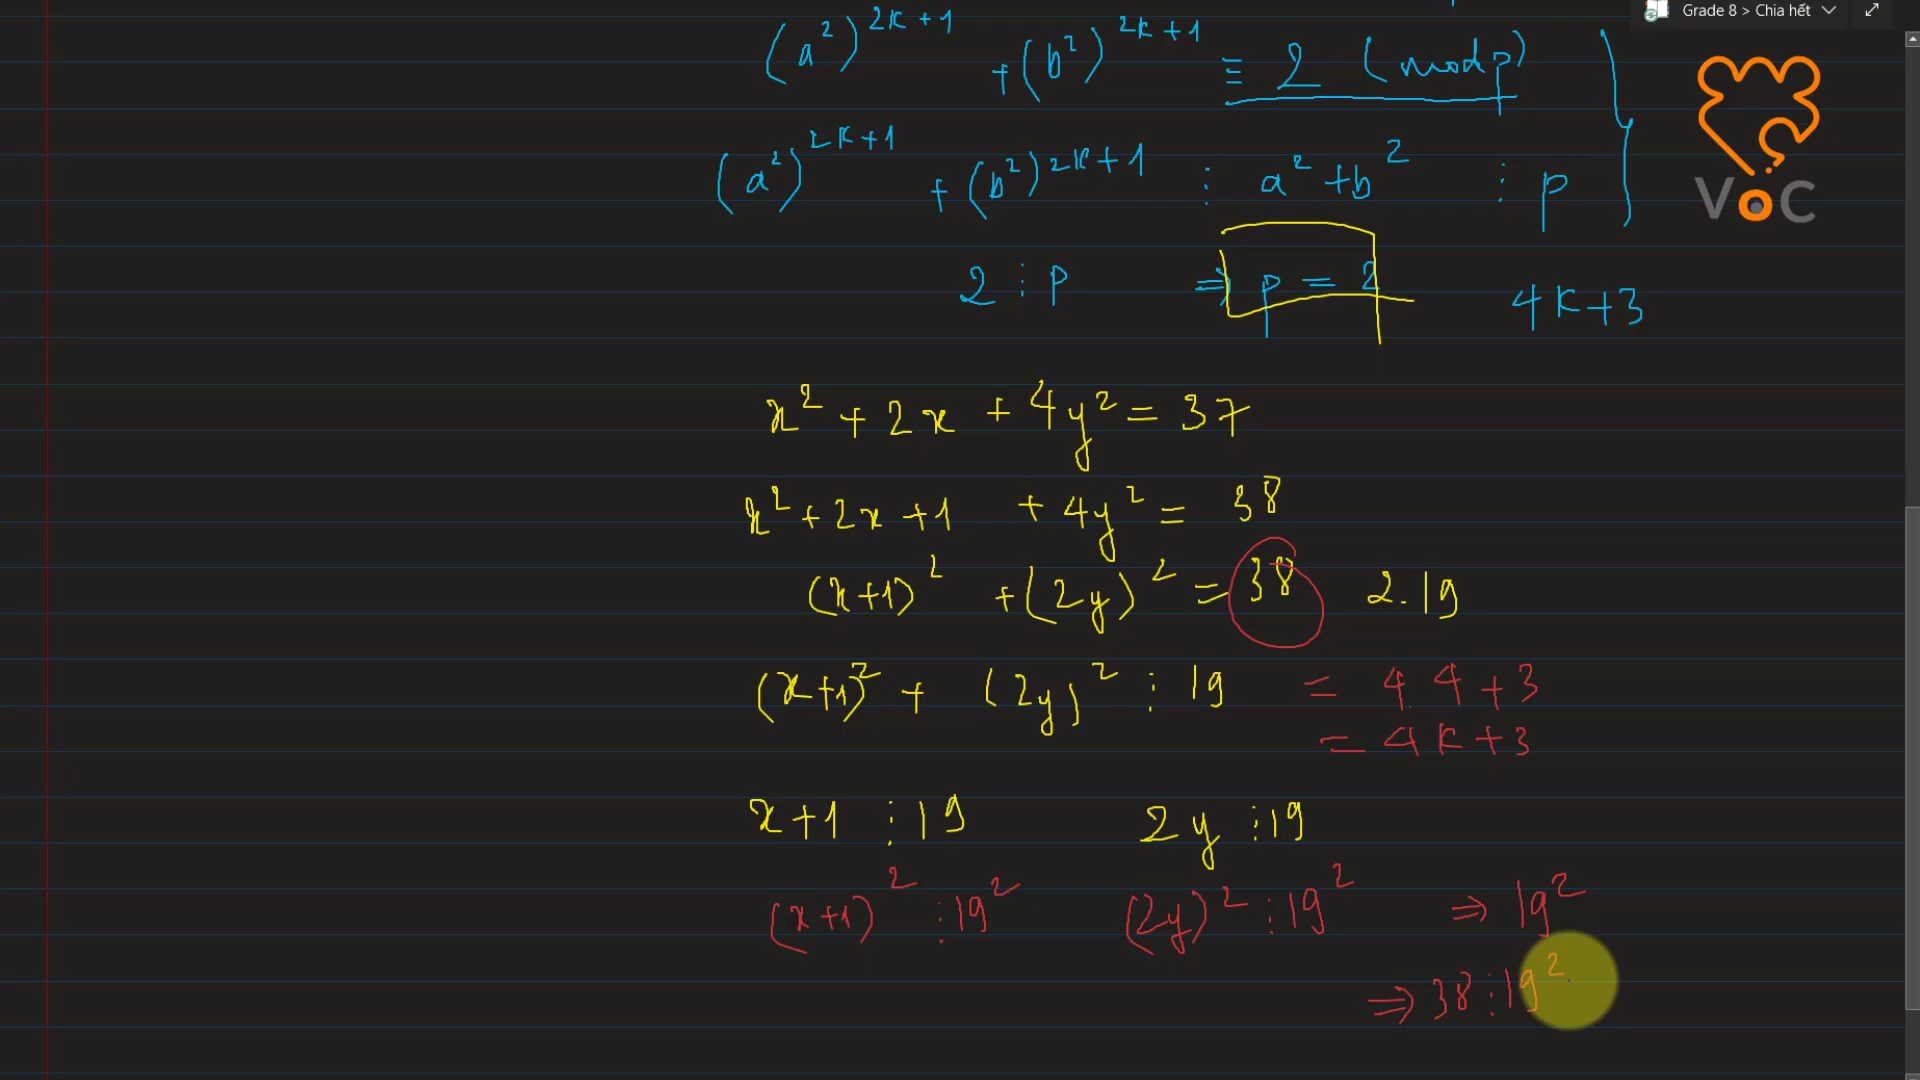 Grade 8 > Chia hết
(a²)^(2k+1) + (b²)^(2k+1) ≡ 2 (mod p)
VOC
(a²)^(2k+1) + (b²)^(2k+1) ⋮ a² + b² ⋮ p
2 ⋮ p ⇒ p = 2 4k+3
x² + 2x + 4y² = 37
x² + 2x + 1 + 4y² = 38
(x+1)² + (2y)² = 38 2.19
(x+1)² + (2y)² ⋮ 19 = 4.4+3
= 4k+3
x+1 ⋮ 19 2y ⋮ 19
(x+1)² ⋮ 19² (2y)² ⋮ 19² ⇒ 19²
⇒ 38 ⋮ 19²